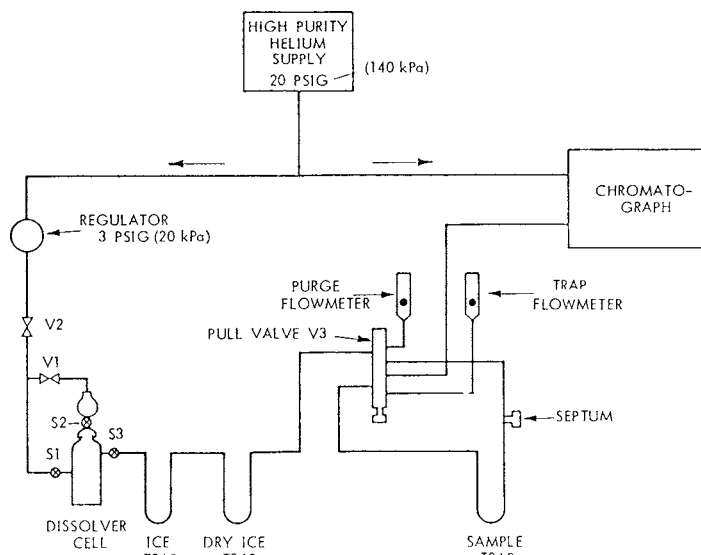 HIGH PURITY
HELIUM
SUPPLY
20 PSIG (140 kPa)
CHROMATO-
GRAPH
REGULATOR
3 PSIG (20 kPa)
PURGE
FLOWMETER
TRAP
FLOWMETER
PULL VALVE V3
V2
V1
S2
S3
S1
SEPTUM
DISSOLVER
CELL
ICE
DRY ICE
SAMPLE